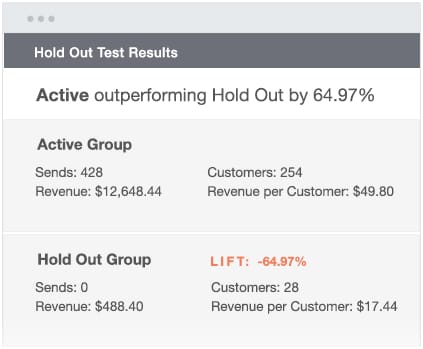 Hold Out Test Results
Active outperforming Hold Out by 64.97%
Active Group
Sends: 428 Customers: 254
Revenue: $12,648.44 Revenue per Customer: $49.80
Hold Out Group LIFT: -64.97%
Sends: 0 Customers: 28
Revenue: $488.40 Revenue per Customer: $17.44